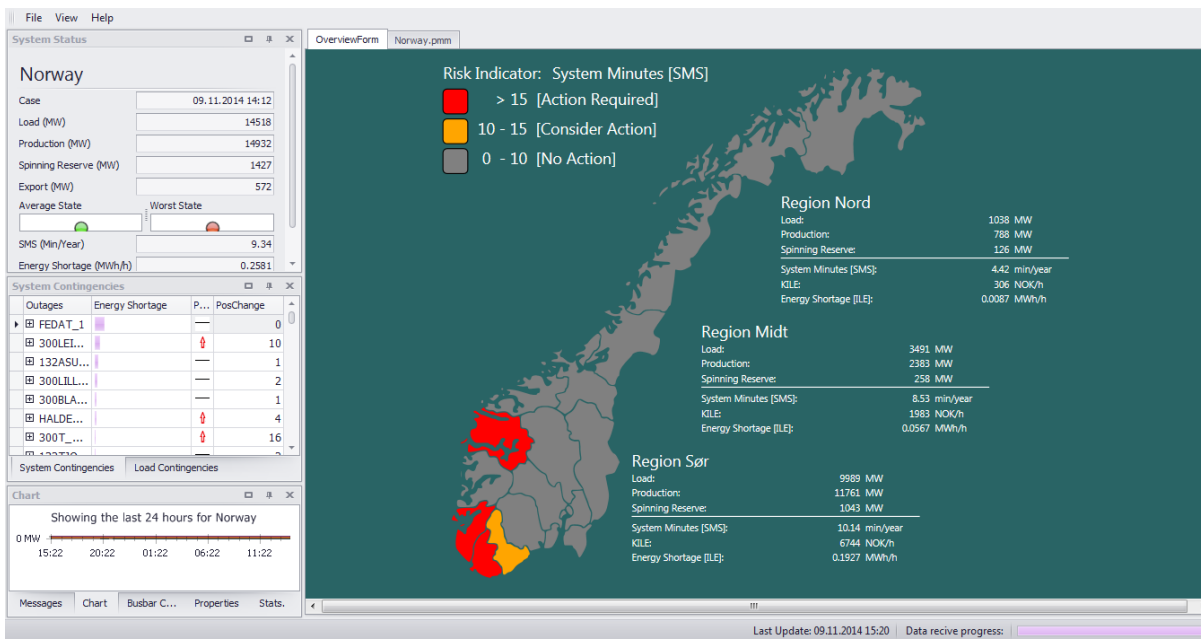 File View Help
System Status
Norway
Case 09.11.2014 14:12
Load (MW) 14518
Production (MW) 14932
Spinning Reserve (MW) 1427
Export (MW) 572
Average State Worst State
SMS (Min/Year) 9.34
Energy Shortage (MWh/h) 0.2581
System Contingencies
Outages Energy Shortage P... PosChange
FEDAT_1 0
300LEI... 10
132ASU... 1
300LILL... 2
300BLA... 1
HALDE... 4
300T_... 16
System Contingencies Load Contingencies
Chart
Showing the last 24 hours for Norway
0 MW
15:22 20:22 01:22 06:22 11:22
Messages Chart Busbar C... Properties Stats.
OverviewForm Norway.pmm
Risk Indicator: System Minutes [SMS]
> 15 [Action Required]
10 - 15 [Consider Action]
0 - 10 [No Action]
Region Nord
Load: 1038 MW
Production: 788 MW
Spinning Reserve: 126 MW
System Minutes [SMS]: 4.42 min/year
KILE: 306 NOK/h
Energy Shortage [ILE]: 0.0087 MWh/h
Region Midt
Load: 3491 MW
Production: 2383 MW
Spinning Reserve: 258 MW
System Minutes [SMS]: 8.53 min/year
KILE: 1983 NOK/h
Energy Shortage [ILE]: 0.0567 MWh/h
Region Sør
Load: 9989 MW
Production: 11761 MW
Spinning Reserve: 1043 MW
System Minutes [SMS]: 10.14 min/year
KILE: 6744 NOK/h
Energy Shortage [ILE]: 0.1927 MWh/h
Last Update: 09.11.2014 15:20 Data recive progress: